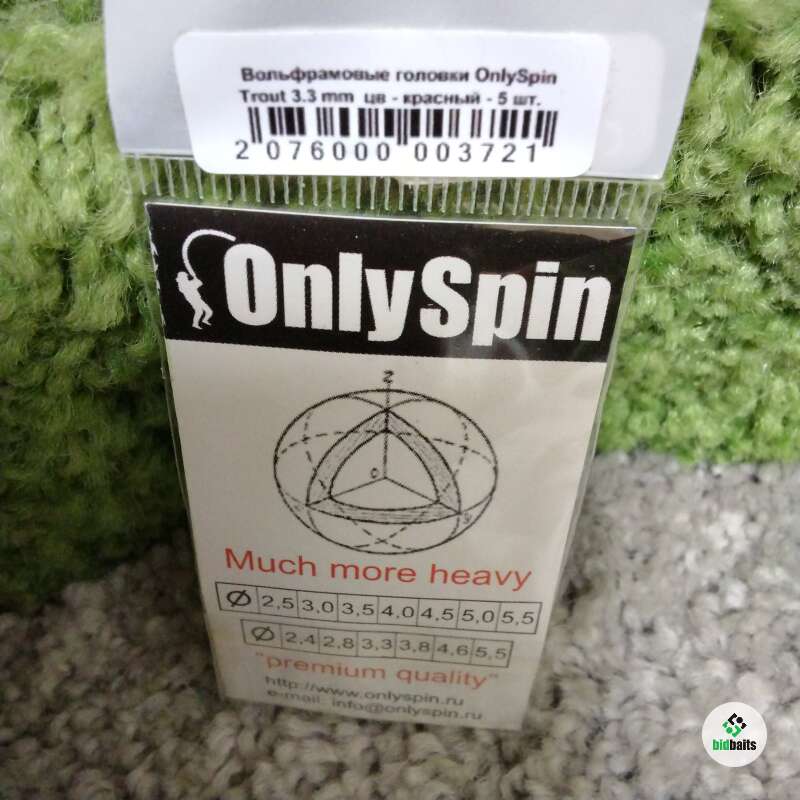 Вольфрамовые головки OnlySpin
Trout 3.3 mm цв - красный - 5 шт.
2 076000 003721
OnlySpin
Z
O
Much more heavy
Ø 2,5 3,0 3,5 4,0 4,5 5,0 5,5
Ø 2,4 2,8 3,3 3,8 4,6 5,5
"premium quality"
http://www.onlyspin.ru
e-mail: info@onlyspin.ru
bidbaits